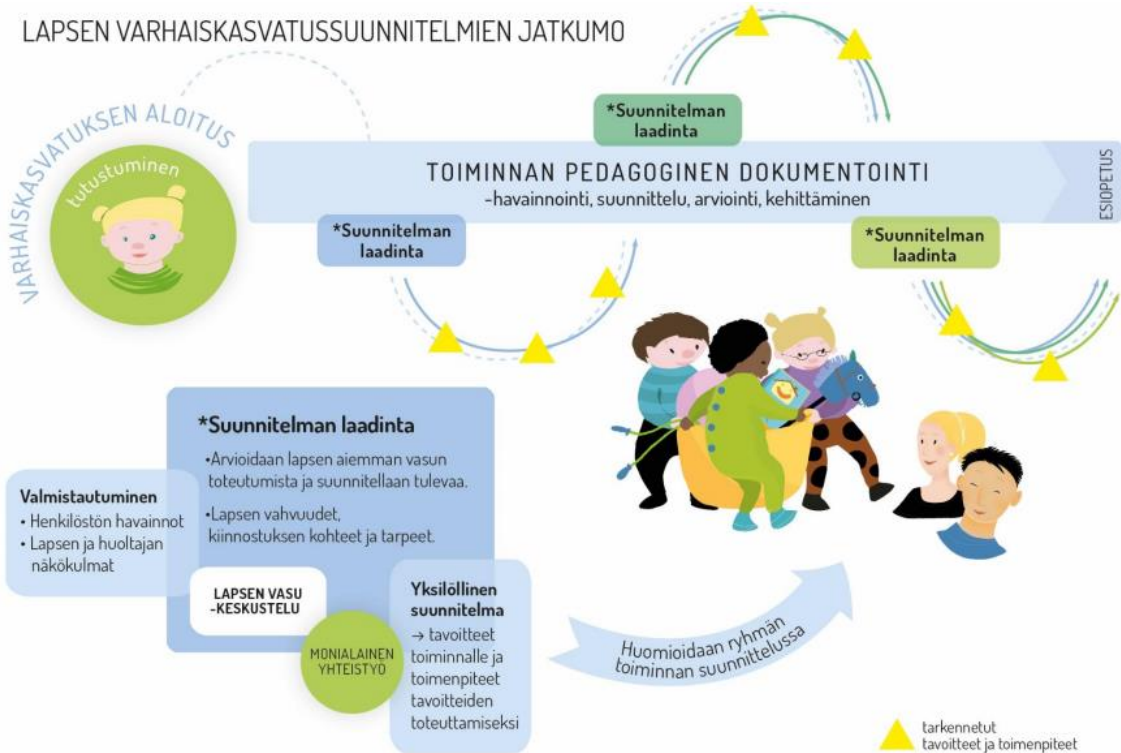 LAPSEN VARHAISKASVATUSSUUNNITELMIEN JATKUMO
VARHAISKASVATUKSEN ALOITUS
tutustuminen
*Suunnitelman
laadinta
TOIMINNAN PEDAGOGINEN DOKUMENTOINTI
-havainnointi, suunnittelu, arviointi, kehittäminen
ESIOPETUS
*Suunnitelman
laadinta
*Suunnitelman
laadinta
*Suunnitelman laadinta
•Arvioidaan lapsen aiemman vasun
toteutumista ja suunnitellaan tulevaa.
•Lapsen vahvuudet,
kiinnostuksen kohteet ja tarpeet.
Valmistautuminen
• Henkilöstön havainnot
• Lapsen ja huoltajan
näkökulmat
LAPSEN VASU
-KESKUSTELU
MONIALAINEN
YHTEISTYÖ
Yksilöllinen
suunnitelma
→ tavoitteet
toiminnalle ja
toimenpiteet
tavoitteiden
toteuttamiseksi
Huomioidaan ryhmän
toiminnan suunnittelussa
tarkennetut
tavoitteet ja toimenpiteet